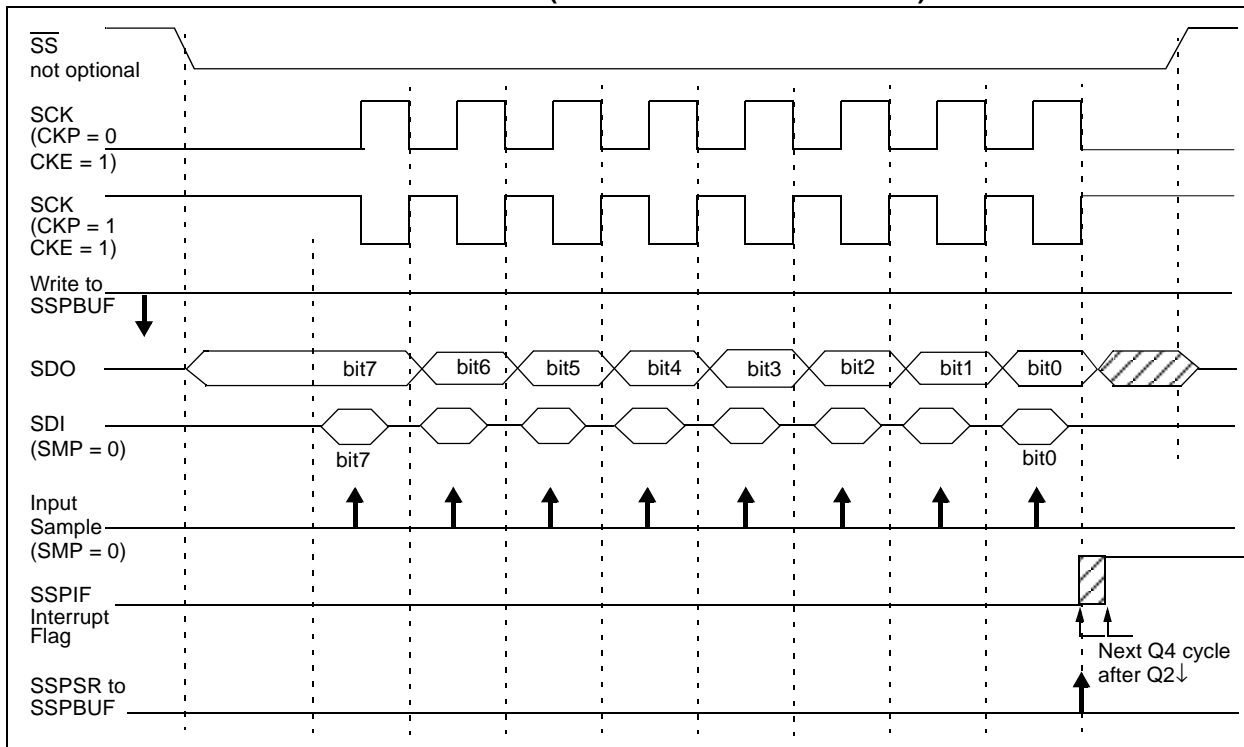 SS
not optional
SCK
(CKP = 0
CKE = 1)
SCK
(CKP = 1
CKE = 1)
Write to
SSPBUF
SDO
bit7
bit6
bit5
bit4
bit3
bit2
bit1
bit0
SDI
(SMP = 0)
bit7
bit0
Input
Sample
(SMP = 0)
SSPIF
Interrupt
Flag
Next Q4 cycle
after Q2↓
SSPSR to
SSPBUF